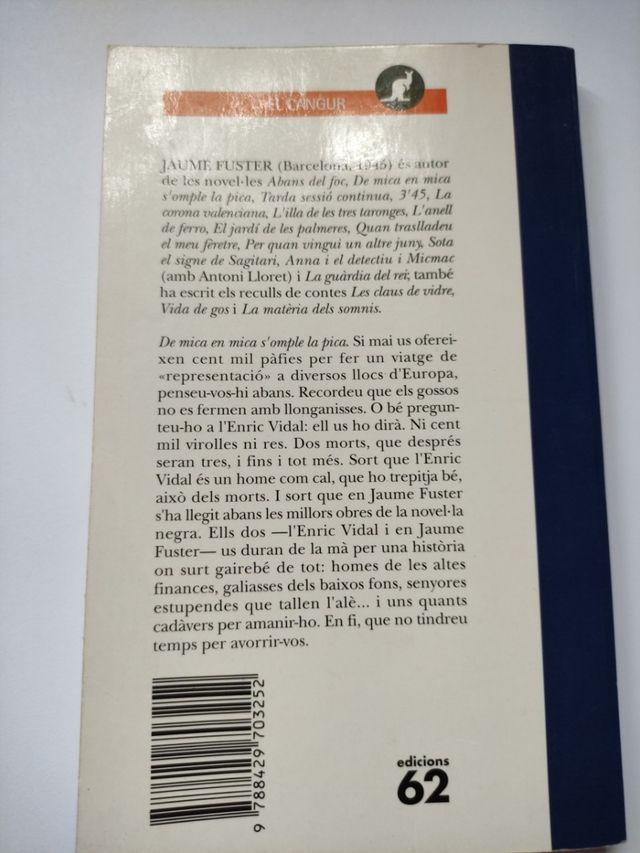 EL CANGUR
JAUME FUSTER (Barcelona, 1945) és autor
de les novel·les Abans del foc, De mica en mica
s'omple la pica, Tarda sessió continua, 3'45, La
corona valenciana, L'illa de les tres taronges, L'anell
de ferro, El jardí de les palmeres, Quan traslladeu
el meu fèretre, Per quan vingui un altre juny, Sota
el signe de Sagitari, Anna i el detectiu i Micmac
(amb Antoni Lloret) i La guàrdia del rei; també
ha escrit els reculls de contes Les claus de vidre,
Vida de gos i La matèria dels somnis.
De mica en mica s'omple la pica. Si mai us oferei-
xen cent mil pàfies per fer un viatge de
«representació» a diversos llocs d'Europa,
penseu-vos-hi abans. Recordeu que els gossos
no es fermen amb llonganisses. O bé pregun-
teu-ho a l'Enric Vidal: ell us ho dirà. Ni cent
mil virolles ni res. Dos morts, que després
seran tres, i fins i tot més. Sort que l'Enric
Vidal és un home com cal, que ho trepitja bé,
això dels morts. I sort que en Jaume Fuster
s'ha llegit abans les millors obres de la novel·la
negra. Ells dos —l'Enric Vidal i en Jaume
Fuster— us duran de la mà per una història
on surt gairebé de tot: homes de les altes
finances, galiasses dels baixos fons, senyores
estupendes que tallen l'alè... i uns quants
cadàvers per amanir-ho. En fi, que no tindreu
temps per avorrir-vos.
9 788429 703252
edicions
62